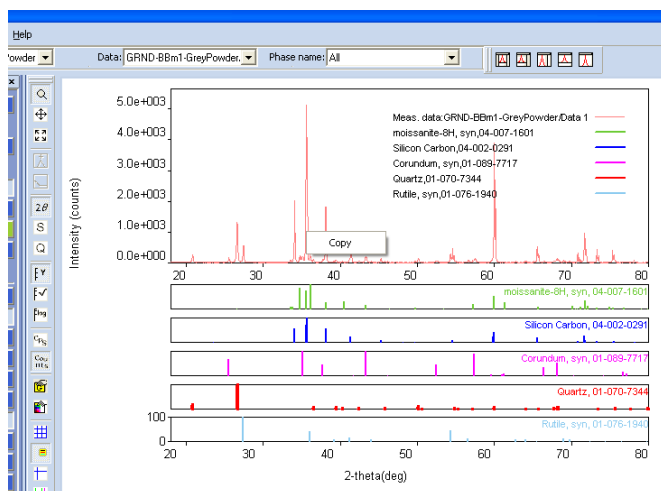 Help
Powder
Data: GRND-BBm1-GreyPowder.
Phase name: All
5.0e+003
4.0e+003
3.0e+003
2.0e+003
1.0e+003
0.0e+000
Intensity (counts)
Meas. data:GRND-BBm1-GreyPowder/Data 1
moissanite-8H, syn,04-007-1601
Silicon Carbon,04-002-0291
Corundum, syn,01-089-7717
Quartz,01-070-7344
Rutile, syn,01-076-1940
Copy
20 30 40 50 60 70 80
moissanite-8H, syn, 04-007-1601
Silicon Carbon, 04-002-0291
Corundum, syn, 01-089-7717
Quartz, 01-070-7344
Rutile, syn, 01-076-1940
100
0
20 30 40 50 60 70 80
2-theta(deg)
2θ
S
Q
Bkg
CPS
Cou
nts